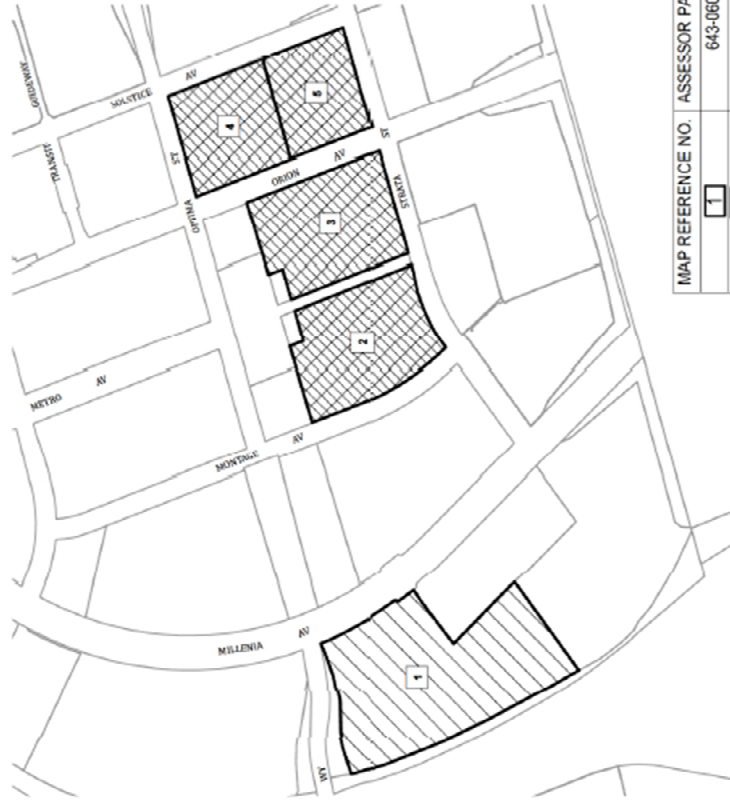 GUIDEWAY
TRANSIT
SOLSTICE AV
OPTIMA ST
ORION AV
STRATA ST
METRO AV
MONTAGE AV
MILLENIA AV
WY
4
5
3
2
1
MAP REFERENCE NO. ASSESSOR PA
1 643-060